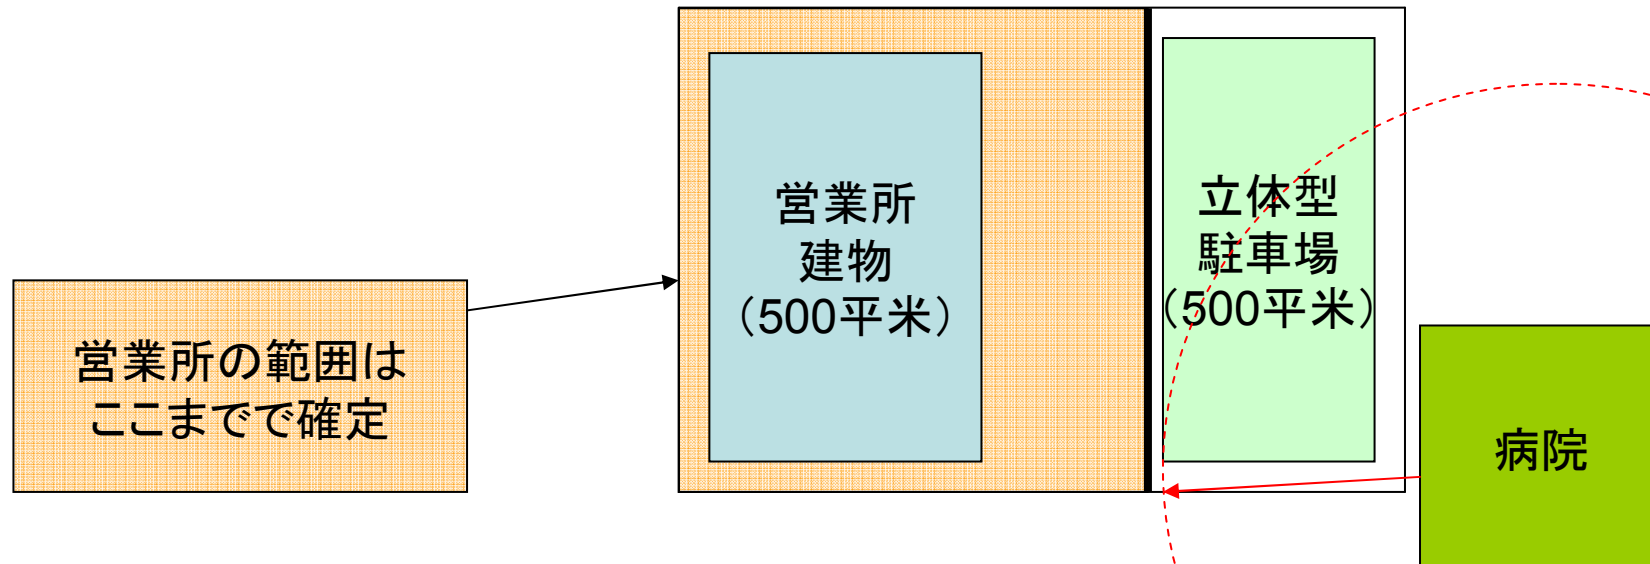 営業所
建物
（500平米）
立体型
駐車場
（500平米）
営業所の範囲は
ここまでで確定
病院